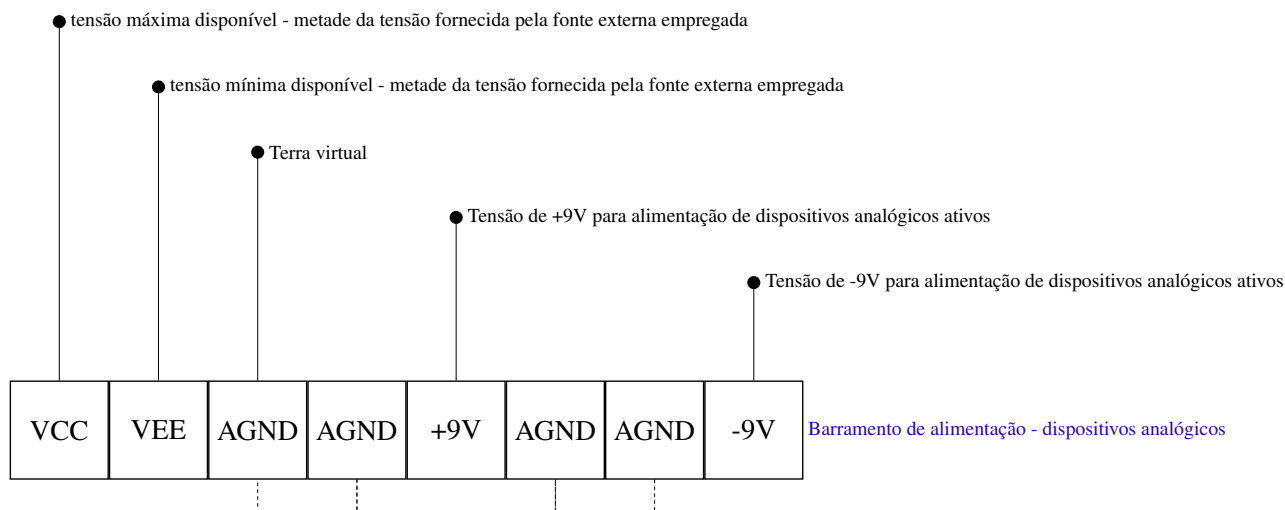 tensão máxima disponível - metade da tensão fornecida pela fonte externa empregada
tensão mínima disponível - metade da tensão fornecida pela fonte externa empregada
Terra virtual
Tensão de +9V para alimentação de dispositivos analógicos ativos
Tensão de -9V para alimentação de dispositivos analógicos ativos
VCC VEE AGND AGND +9V AGND AGND -9V Barramento de alimentação - dispositivos analógicos